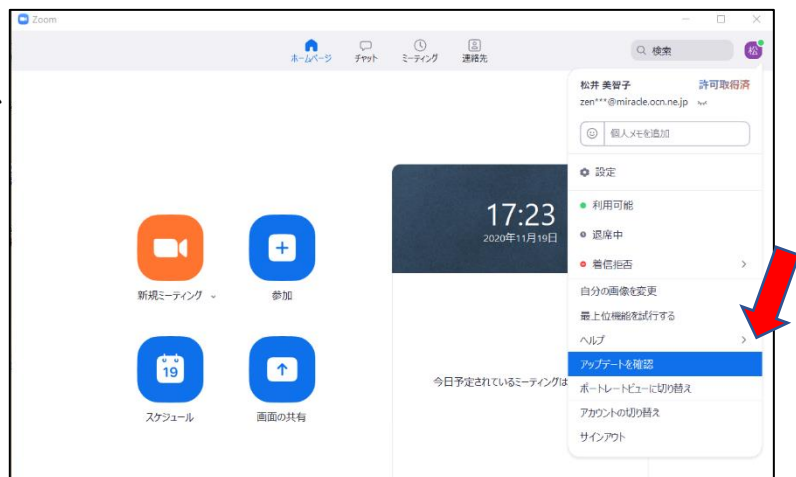 Zoom
ホームページ
チャット
ミーティング
連絡先
検索
松
松井 美智子
許可取得済
zen***@miracle.ocn.ne.jp
個人メモを追加
設定
利用可能
退席中
着信拒否
自分の画像を変更
最上位機能を試行する
ヘルプ
アップデートを確認
ポートレートビューに切り替え
アカウントの切り替え
サインアウト
17:23
2020年11月19日
新規ミーティング
参加
19
スケジュール
画面の共有
今日予定されているミーティングは